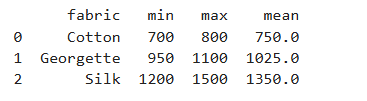 fabric min max mean
0 Cotton 700 800 750.0
1 Georgette 950 1100 1025.0
2 Silk 1200 1500 1350.0